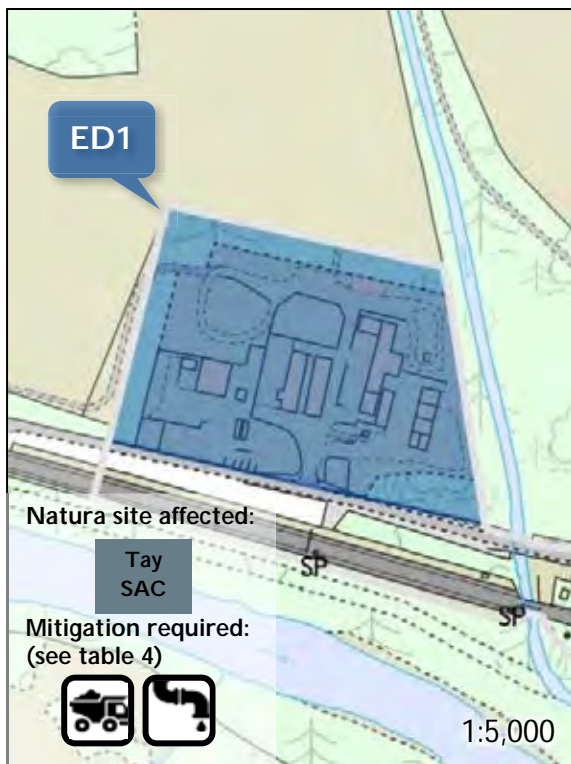 ED1
Natura site affected:
Tay
SAC
SP
SP
Mitigation required:
(see table 4)
1:5,000